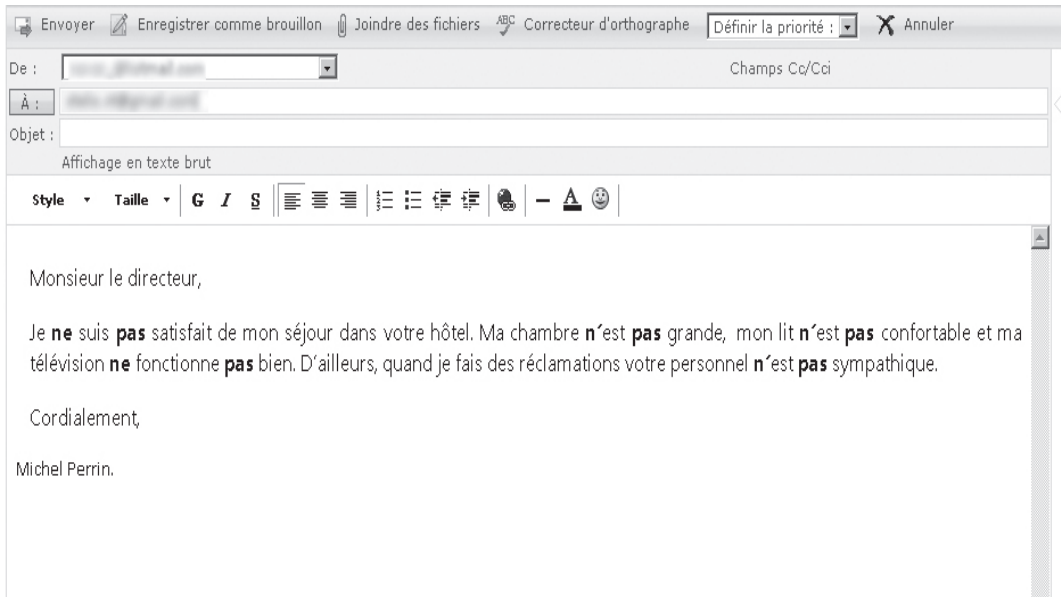 Envoyer Enregistrer comme brouillon Joindre des fichiers ABC Correcteur d'orthographe Définir la priorité : Annuler
De : Champs Cc/Cci
À :
Objet :
Affichage en texte brut
Style Taille G I S A
Monsieur le directeur,
Je ne suis pas satisfait de mon séjour dans votre hôtel. Ma chambre n´est pas grande, mon lit n´est pas confortable et ma
télévision ne fonctionne pas bien. D'ailleurs, quand je fais des réclamations votre personnel n´est pas sympathique.
Cordialement,
Michel Perrin.